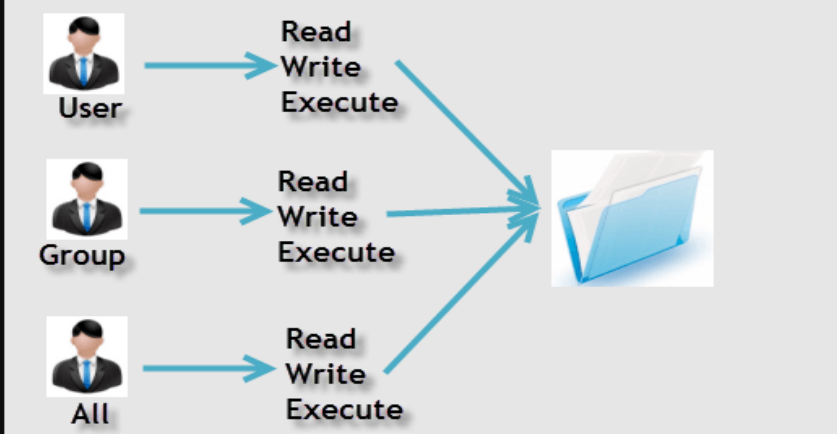 User
Read
Write
Execute
Group
Read
Write
Execute
All
Read
Write
Execute